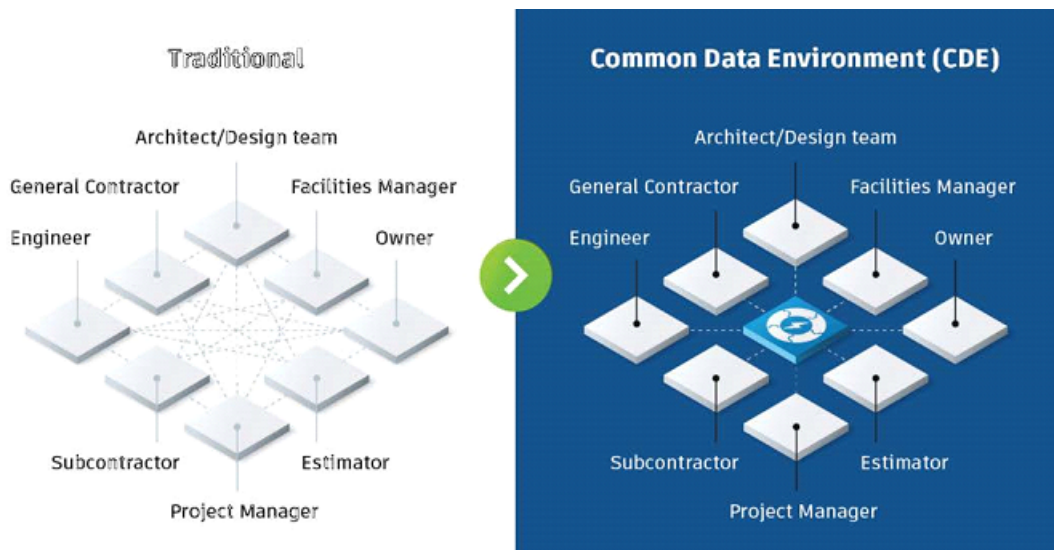 Traditional
Architect/Design team
General Contractor
Facilities Manager
Engineer
Owner
Subcontractor
Estimator
Project Manager
Common Data Environment (CDE)
Architect/Design team
General Contractor
Facilities Manager
Engineer
Owner
Subcontractor
Estimator
Project Manager